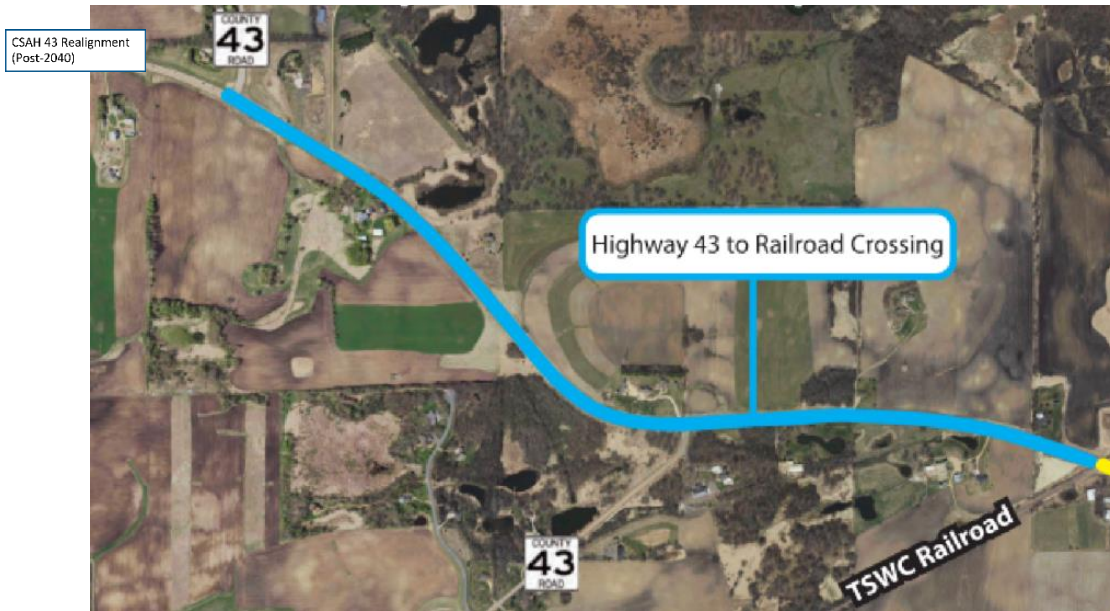 CSAH 43 Realignment
(Post-2040)
COUNTY
43
ROAD
Highway 43 to Railroad Crossing
COUNTY
43
ROAD
TSWC Railroad